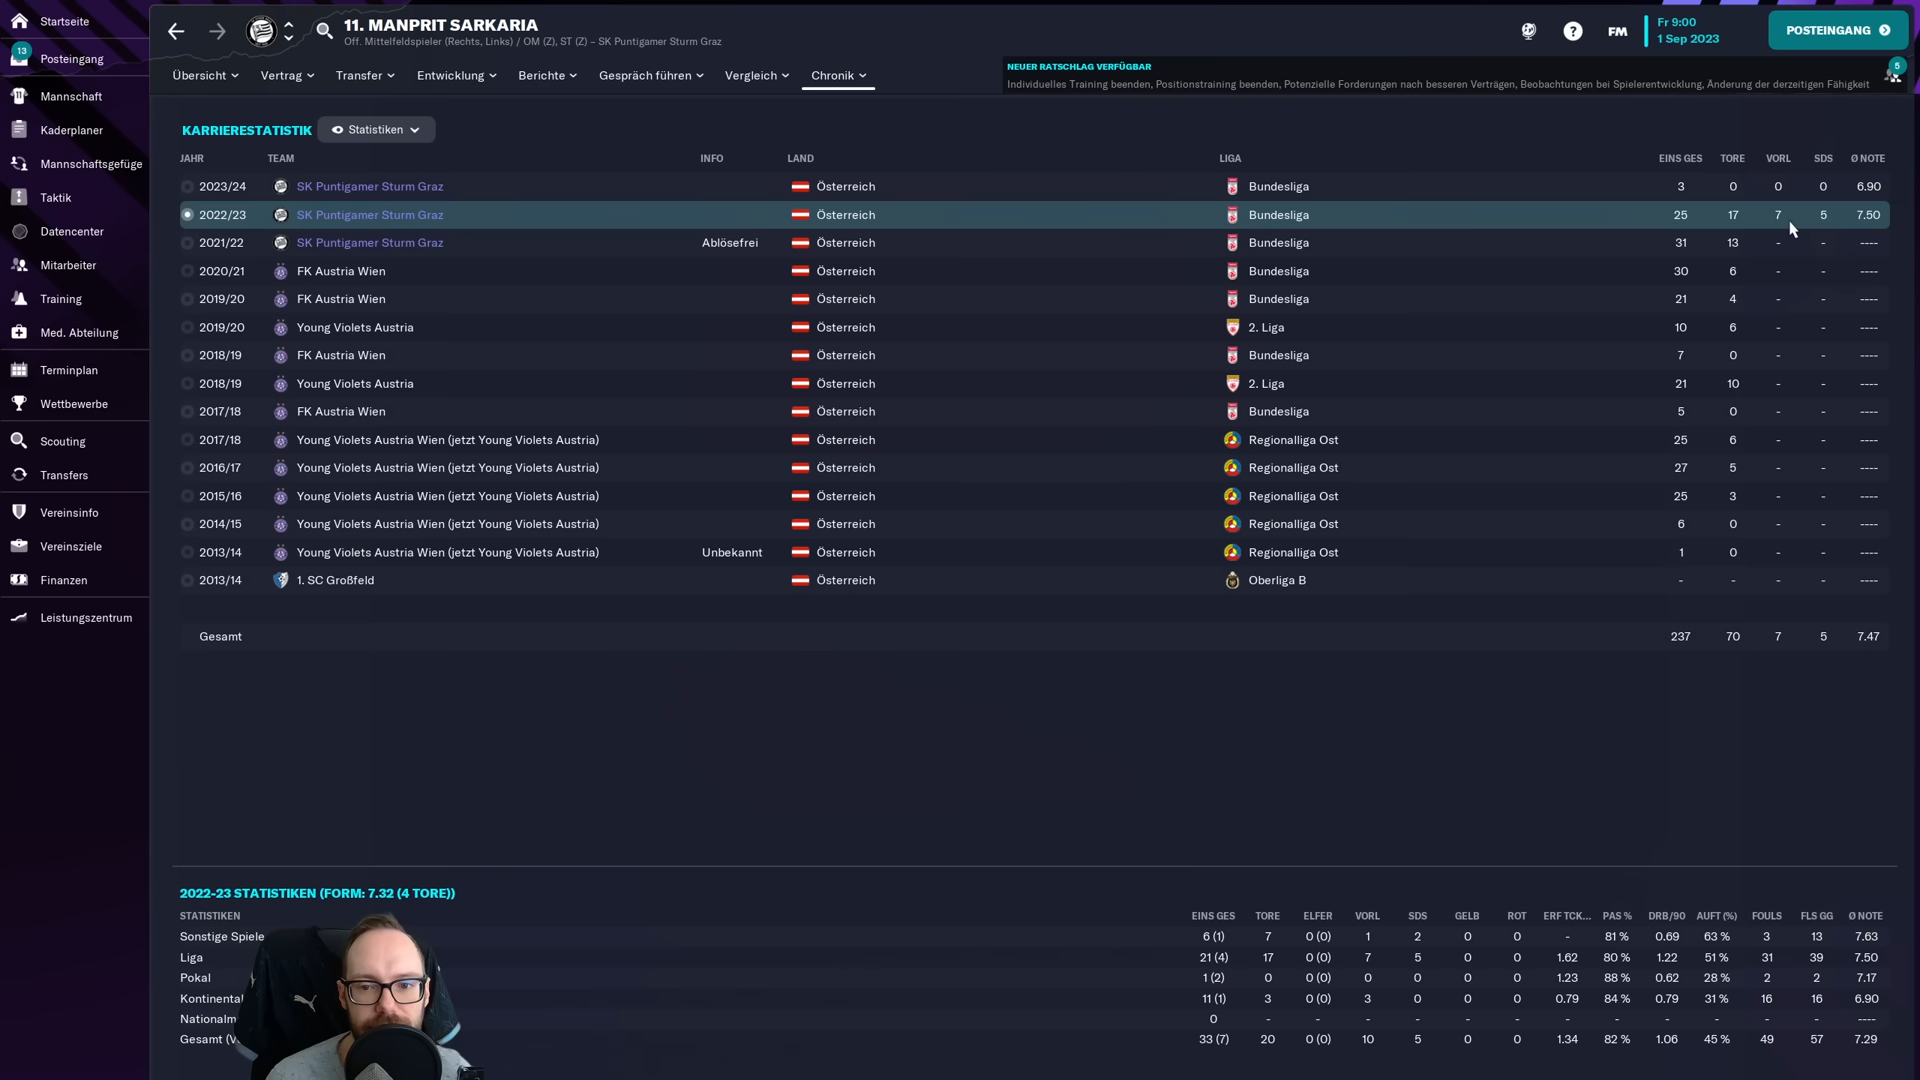 Startseite
13
Posteingang
Mannschaft
Kaderplaner
Mannschaftsgefüge
Taktik
Datencenter
Mitarbeiter
Training
Med. Abteilung
Terminplan
Wettbewerbe
Scouting
Transfers
Vereinsinfo
Vereinsziele
Finanzen
Leistungszentrum
11. MANPRIT SARKARIA
Off. Mittelfeldspieler (Rechts, Links) / OM (Z), ST (Z) – SK Puntigamer Sturm Graz
FM
Fr 9:00
1 Sep 2023
POSTEINGANG
Übersicht Vertrag Transfer Entwicklung Berichte Gespräch führen Vergleich Chronik
NEUER RATSCHLAG VERFÜGBAR
5
Individuelles Training beenden, Positionstraining beenden, Potenzielle Forderungen nach besseren Verträgen, Beobachtungen bei Spielerentwicklung, Änderung der derzeitigen Fähigkeit
KARRIERESTATISTIK Statistiken
JAHR TEAM INFO LAND LIGA EINS GES TORE VORL SDS Ø NOTE
2023/24 SK Puntigamer Sturm Graz Österreich Bundesliga 3 0 0 0 6.90
2022/23 SK Puntigamer Sturm Graz Österreich Bundesliga 25 17 7 5 7.50
2021/22 SK Puntigamer Sturm Graz Ablösefrei Österreich Bundesliga 31 13 - - ----
2020/21 FK Austria Wien Österreich Bundesliga 30 6 - - ----
2019/20 FK Austria Wien Österreich Bundesliga 21 4 - - ----
2019/20 Young Violets Austria Österreich 2. Liga 10 6 - - ----
2018/19 FK Austria Wien Österreich Bundesliga 7 0 - - ----
2018/19 Young Violets Austria Österreich 2. Liga 21 10 - - ----
2017/18 FK Austria Wien Österreich Bundesliga 5 0 - - ----
2017/18 Young Violets Austria Wien (jetzt Young Violets Austria) Österreich Regionalliga Ost 25 6 - - ----
2016/17 Young Violets Austria Wien (jetzt Young Violets Austria) Österreich Regionalliga Ost 27 5 - - ----
2015/16 Young Violets Austria Wien (jetzt Young Violets Austria) Österreich Regionalliga Ost 25 3 - - ----
2014/15 Young Violets Austria Wien (jetzt Young Violets Austria) Österreich Regionalliga Ost 6 0 - - ----
2013/14 Young Violets Austria Wien (jetzt Young Violets Austria) Unbekannt Österreich Regionalliga Ost 1 0 - - ----
2013/14 1. SC Großfeld Österreich Oberliga B - - - - ----
Gesamt 237 70 7 5 7.47
2022-23 STATISTIKEN (FORM: 7.32 (4 TORE))
STATISTIKEN EINS GES TORE ELFER VORL SDS GELB ROT ERF TCK... PAS % DRB/90 AUFT (%) FOULS FLS GG Ø NOTE
Sonstige Spiele 6 (1) 7 0 (0) 1 2 0 0 - 81 % 0.69 63 % 3 13 7.63
Liga 21 (4) 17 0 (0) 7 5 0 0 1.62 80 % 1.22 51 % 31 39 7.50
Pokal 1 (2) 0 0 (0) 0 0 0 0 1.23 88 % 0.62 28 % 2 2 7.17
Kontinental 11 (1) 3 0 (0) 3 0 0 0 0.79 84 % 0.79 31 % 16 16 6.90
Nationalm 0 - - - - - - - - - - - - ----
Gesamt (V 33 (7) 20 0 (0) 10 5 0 0 1.34 82 % 1.06 45 % 49 57 7.29